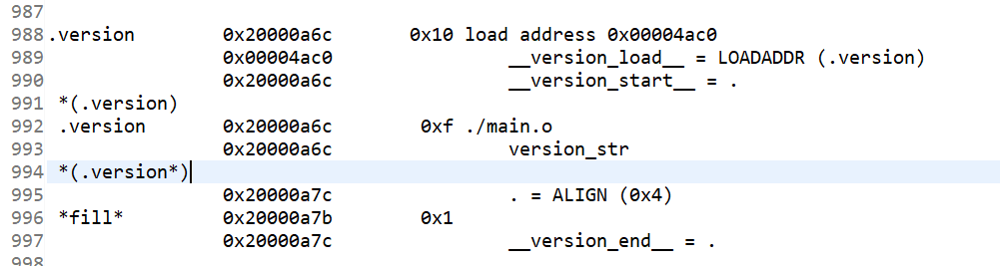 987
988 .version 0x20000a6c 0x10 load address 0x00004ac0
989 0x00004ac0 __version_load__ = LOADADDR (.version)
990 0x20000a6c __version_start__ = .
991 *(.version)
992 .version 0x20000a6c 0xf ./main.o
993 0x20000a6c version_str
994 *(.version*)
995 0x20000a7c . = ALIGN (0x4)
996 *fill* 0x20000a7b 0x1
997 0x20000a7c __version_end__ = .
998